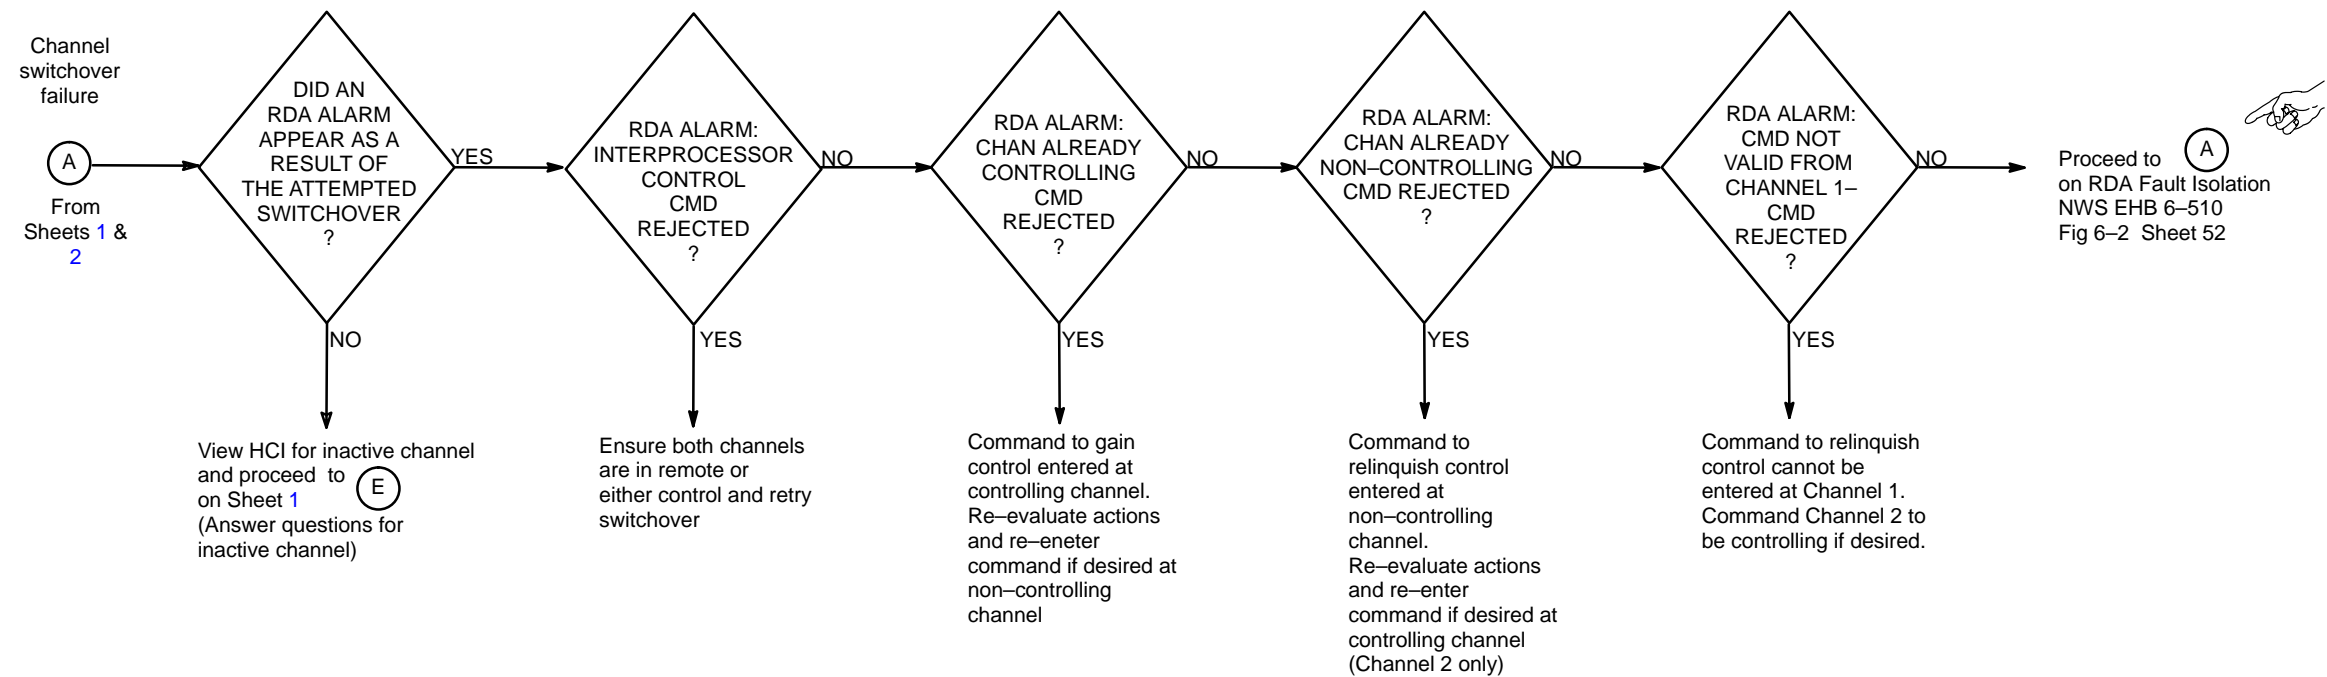 Channel
switchover
failure
A
From
Sheets 1 &
2
DID AN
RDA ALARM
APPEAR AS A
RESULT OF
THE ATTEMPTED
SWITCHOVER
?
YES
NO
View HCI for inactive channel
and proceed to E
on Sheet 1
(Answer questions for
inactive channel)
RDA ALARM:
INTERPROCESSOR
CONTROL
CMD
REJECTED
?
NO
YES
Ensure both channels
are in remote or
either control and retry
switchover
RDA ALARM:
CHAN ALREADY
CONTROLLING
CMD
REJECTED
?
NO
YES
Command to gain
control entered at
controlling channel.
Re–evaluate actions
and re–eneter
command if desired at
non–controlling
channel
RDA ALARM:
CHAN ALREADY
NON–CONTROLLING
CMD REJECTED
?
NO
YES
Command to
relinquish control
entered at
non–controlling
channel.
Re–evaluate actions
and re–enter
command if desired at
controlling channel
(Channel 2 only)
RDA ALARM:
CMD NOT
VALID FROM
CHANNEL 1–
CMD
REJECTED
?
NO
YES
Command to relinquish
control cannot be
entered at Channel 1.
Command Channel 2 to
be controlling if desired.
Proceed to A
on RDA Fault Isolation
NWS EHB 6–510
Fig 6–2 Sheet 52